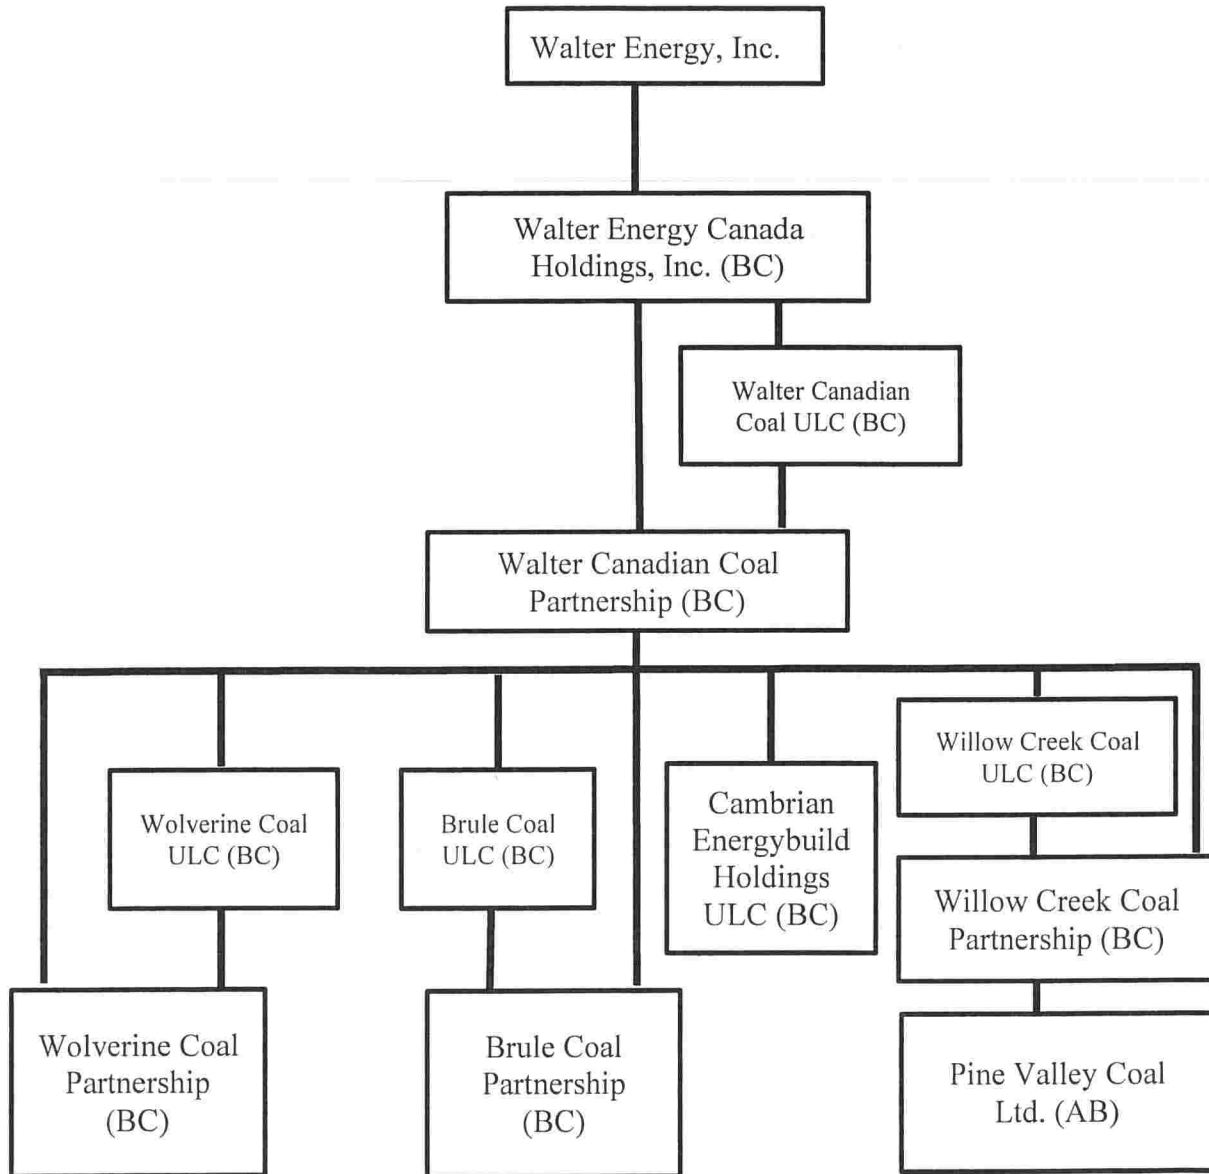 Walter Energy, Inc.
Walter Energy Canada
Holdings, Inc. (BC)
Walter Canadian
Coal ULC (BC)
Walter Canadian Coal
Partnership (BC)
Wolverine Coal
ULC (BC)
Brule Coal
ULC (BC)
Cambrian
Energybuild
Holdings
ULC (BC)
Willow Creek Coal
ULC (BC)
Willow Creek Coal
Partnership (BC)
Wolverine Coal
Partnership
(BC)
Brule Coal
Partnership
(BC)
Pine Valley Coal
Ltd. (AB)